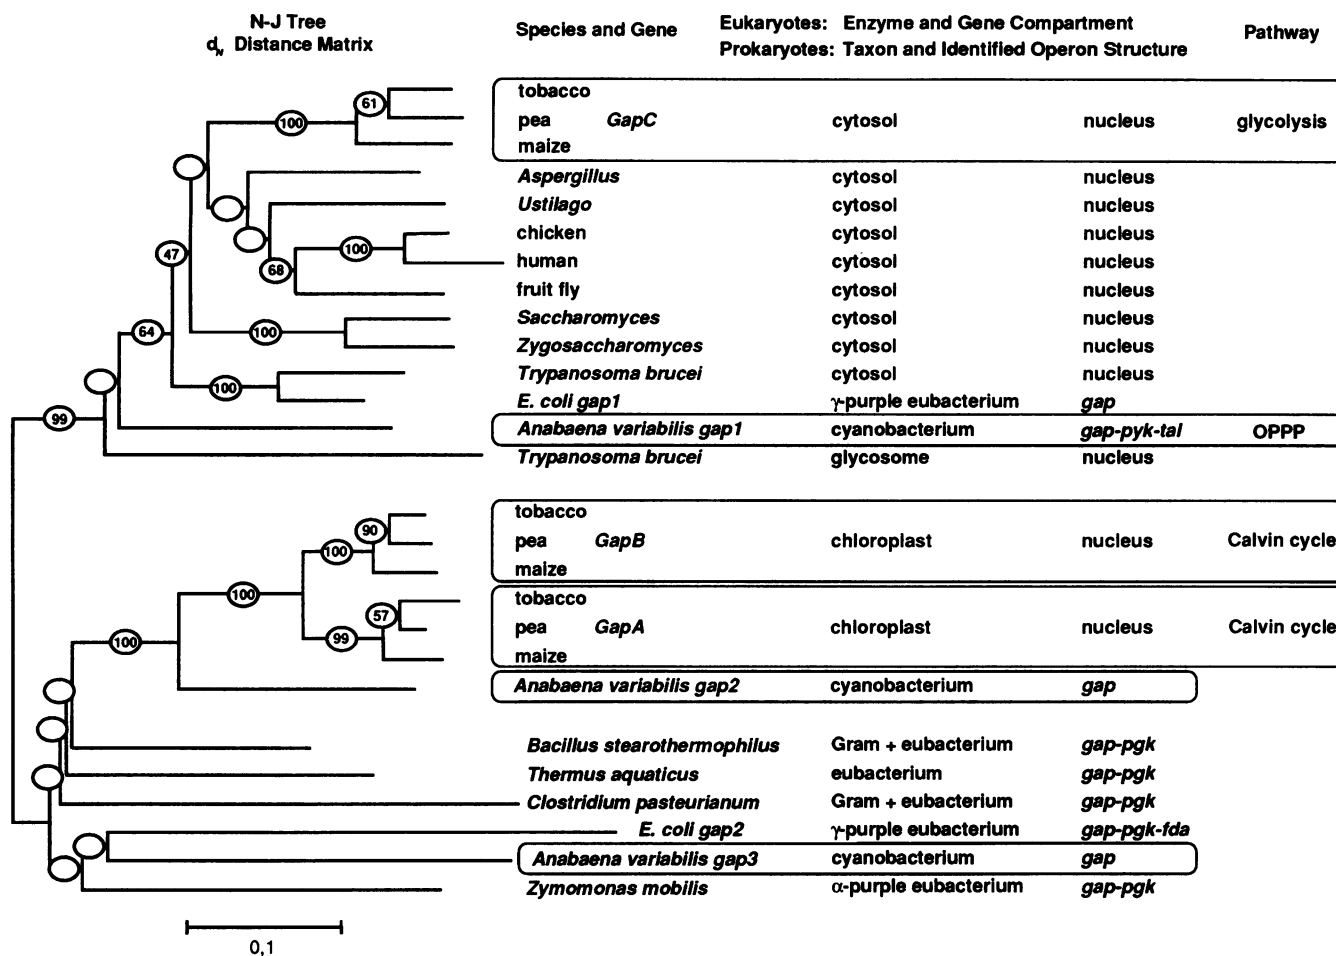 N-J Tree
dN Distance Matrix
Species and Gene
Eukaryotes: Enzyme and Gene Compartment
Prokaryotes: Taxon and Identified Operon Structure
Pathway
61
tobacco
100 pea GapC cytosol nucleus glycolysis
maize
Aspergillus cytosol nucleus
Ustilago cytosol nucleus
chicken cytosol nucleus
47 100 human cytosol nucleus
68
fruit fly cytosol nucleus
Saccharomyces cytosol nucleus
64 100
Zygosaccharomyces cytosol nucleus
Trypanosoma brucei cytosol nucleus
100
E. coli gap1 γ-purple eubacterium gap
99 Anabaena variabilis gap1 cyanobacterium gap-pyk-tal OPPP
Trypanosoma brucei glycosome nucleus
tobacco
90
100 pea GapB chloroplast nucleus Calvin cycle
maize
100 tobacco
57
100 99 pea GapA chloroplast nucleus Calvin cycle
maize
Anabaena variabilis gap2 cyanobacterium gap
Bacillus stearothermophilus Gram + eubacterium gap-pgk
Thermus aquaticus eubacterium gap-pgk
Clostridium pasteurianum Gram + eubacterium gap-pgk
E. coli gap2 γ-purple eubacterium gap-pgk-fda
Anabaena variabilis gap3 cyanobacterium gap
Zymomonas mobilis α-purple eubacterium gap-pgk
0,1